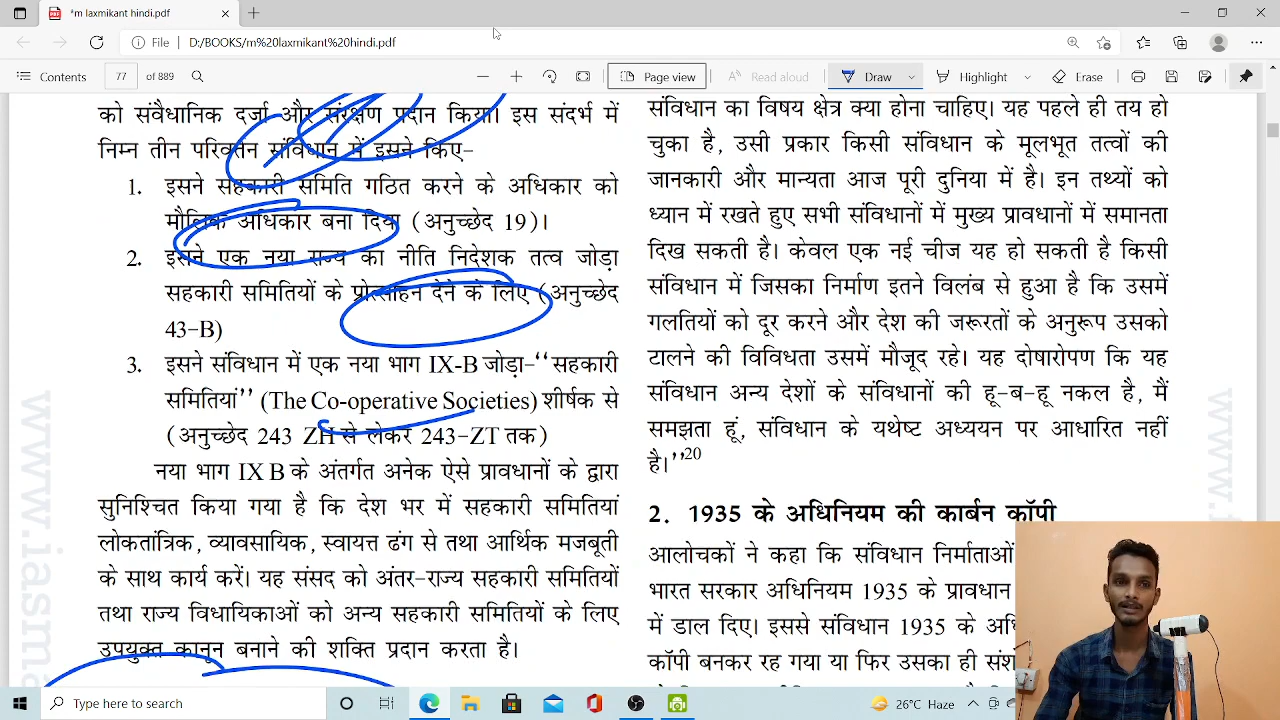 *m laxmikant hindi.pdf
File
D:/BOOKS/m%20laxmikant%20hindi.pdf
Contents
77
of 889
Page view
Read aloud
Draw
Highlight
Erase
को संवैधानिक दर्जा और संरक्षण प्रदान किया। इस संदर्भ में
निम्न तीन परिवर्तन संविधान में इसने किए-
1. इसने सहकारी समिति गठित करने के अधिकार को
मौलिक अधिकार बना दिया (अनुच्छेद 19)।
2. इसने एक नया राज्य का नीति निदेशक तत्व जोड़ा
सहकारी समितियों के प्रोत्साहन देने के लिए (अनुच्छेद
43-B)
3. इसने संविधान में एक नया भाग IX-B जोड़ा-‘‘सहकारी
समितियां’’ (The Co-operative Societies) शीर्षक से
(अनुच्छेद 243 ZH से लेकर 243-ZT तक)
नया भाग IX B के अंतर्गत अनेक ऐसे प्रावधानों के द्वारा
सुनिश्चित किया गया है कि देश भर में सहकारी समितियां
लोकतांत्रिक, व्यावसायिक, स्वायत्त ढंग से तथा आर्थिक मजबूती
के साथ कार्य करें। यह संसद को अंतर-राज्य सहकारी समितियों
तथा राज्य विधायिकाओं को अन्य सहकारी समितियों के लिए
उपयुक्त कानून बनाने की शक्ति प्रदान करता है।
संविधान का विषय क्षेत्र क्या होना चाहिए। यह पहले ही तय हो
चुका है, उसी प्रकार किसी संविधान के मूलभूत तत्वों की
जानकारी और मान्यता आज पूरी दुनिया में है। इन तथ्यों को
ध्यान में रखते हुए सभी संविधानों में मुख्य प्रावधानों में समानता
दिख सकती है। केवल एक नई चीज यह हो सकती है किसी
संविधान में जिसका निर्माण इतने विलंब से हुआ है कि उसमें
गलतियों को दूर करने और देश की जरूरतों के अनुरूप उसको
टालने की विविधता उसमें मौजूद रहे। यह दोषारोपण कि यह
संविधान अन्य देशों के संविधानों की हू-ब-हू नकल है, मैं
समझता हूं, संविधान के यथेष्ट अध्ययन पर आधारित नहीं
है।’’20
2. 1935 के अधिनियम की कार्बन कॉपी
आलोचकों ने कहा कि संविधान निर्माताओं
भारत सरकार अधिनियम 1935 के प्रावधान
में डाल दिए। इससे संविधान 1935 के
कॉपी बनकर रह गया या फिर उसका ही
Type here to search
26°C Haze